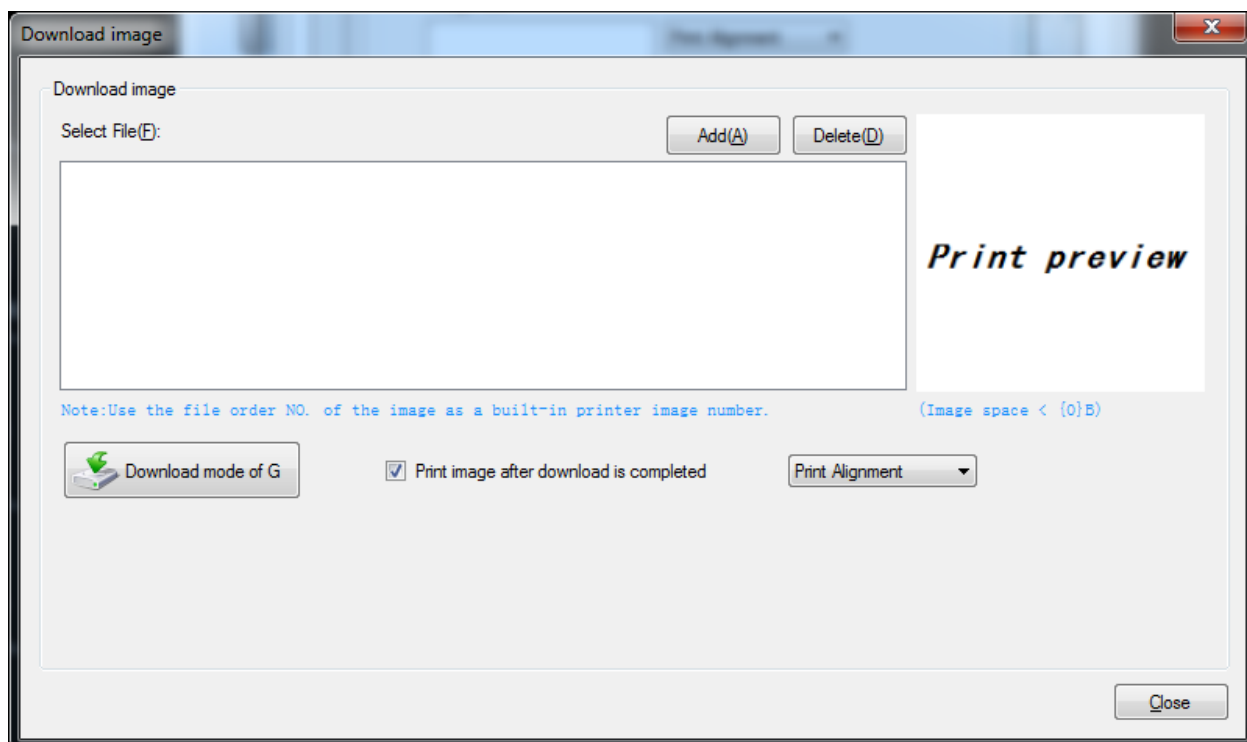 Download image
Download image
Select File(F):
Add(A)
Delete(D)
Print preview
Note:Use the file order NO. of the image as a built-in printer image number.
(Image space < {0}B)
Download mode of G
Print image after download is completed
Print Alignment
Close